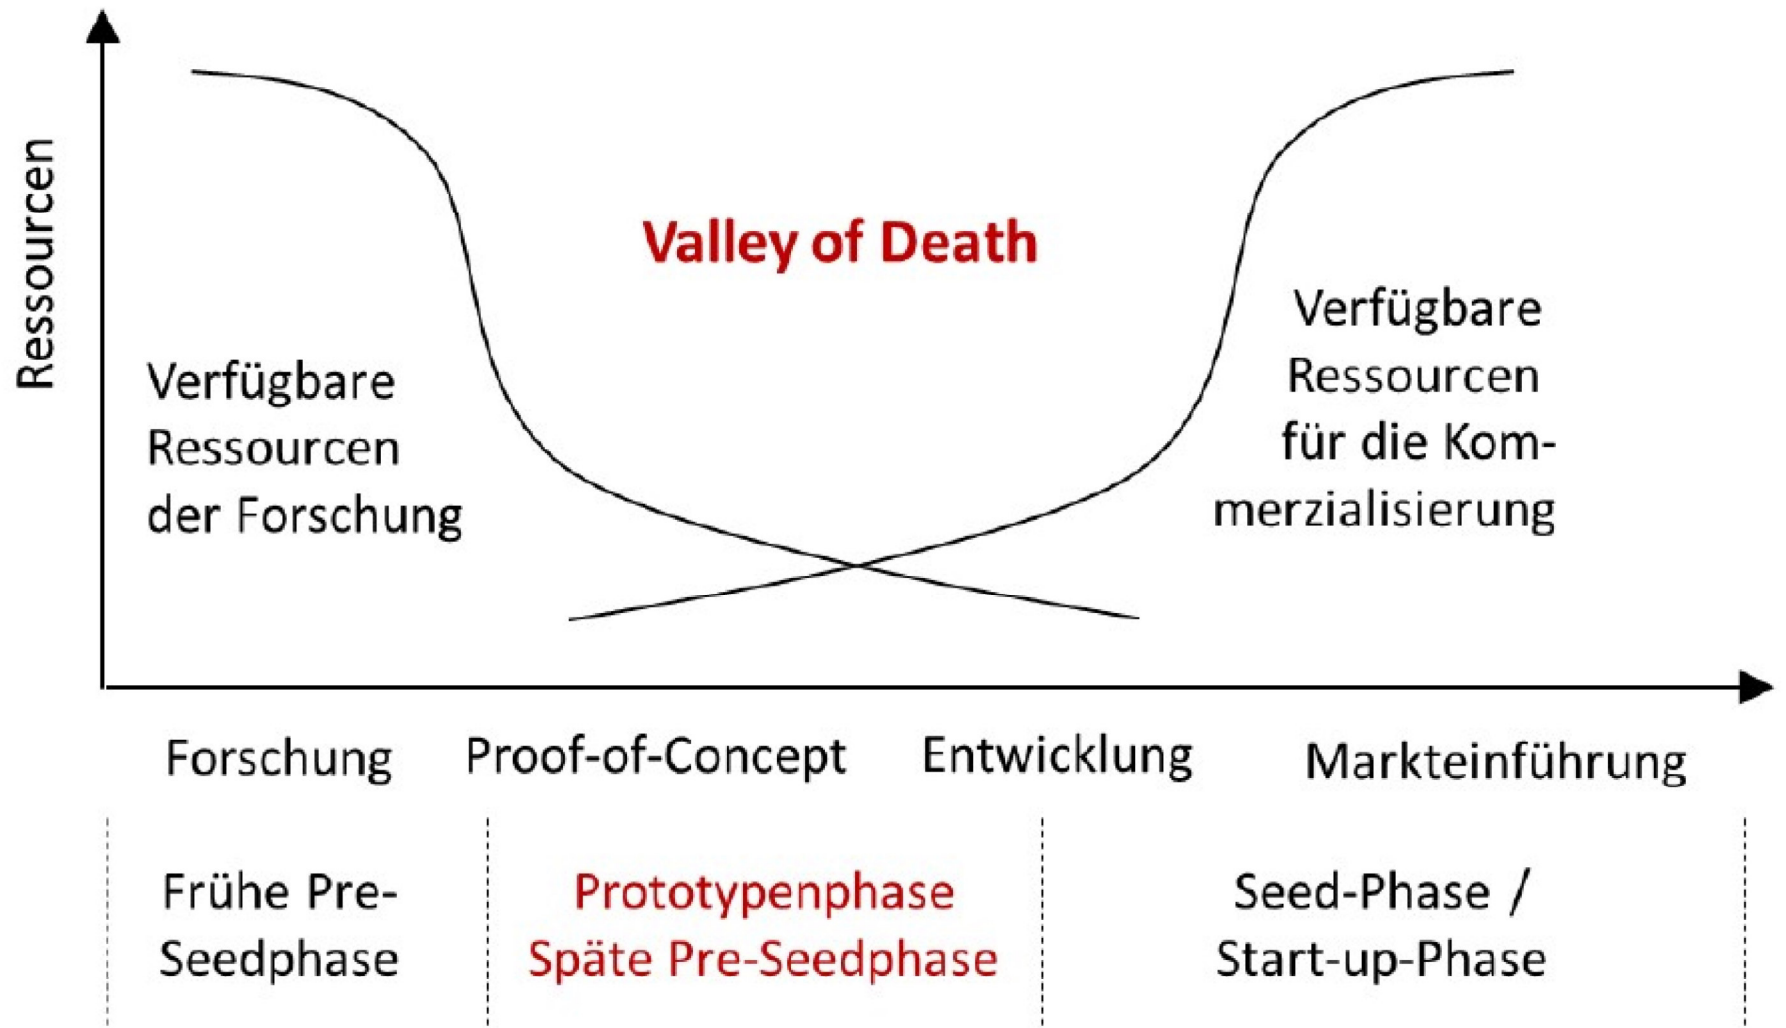 Ressourcen
Valley of Death
Verfügbare
Ressourcen
der Forschung
Verfügbare
Ressourcen
für die Kom-
merzialisierung
Forschung
Proof-of-Concept
Entwicklung
Markteinführung
Frühe Pre-
Seedphase
Prototypenphase
Späte Pre-Seedphase
Seed-Phase /
Start-up-Phase